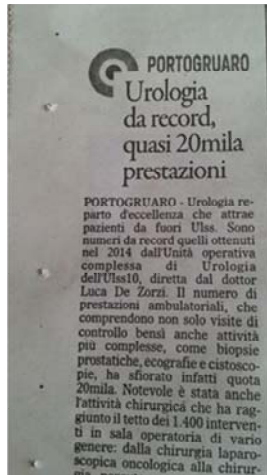 PORTOGRUARO
Urologia
da record,
quasi 20mila
prestazioni
PORTOGRUARO - Urologia re-
parto d'eccellenza che attrae
pazienti da fuori Ulss. Sono
numeri da record quelli ottenuti
nel 2014 dall'Unità operativa
complessa di Urologia
dell'Ulss10, diretta dal dottor
Luca De Zorzi. Il numero di
prestazioni ambulatoriali, che
comprendono non solo visite di
controllo bensì anche attività
più complesse, come biopsie
prostatiche, ecografie e cistosco-
pie, ha sfiorato infatti quota
20mila. Notevole è stata anche
l'attività chirurgica che ha rag-
giunto il tetto dei 1.400 interven-
ti in sala operatoria di vario
genere: dalla chirurgia laparo-
scopica oncologica alla chirur-